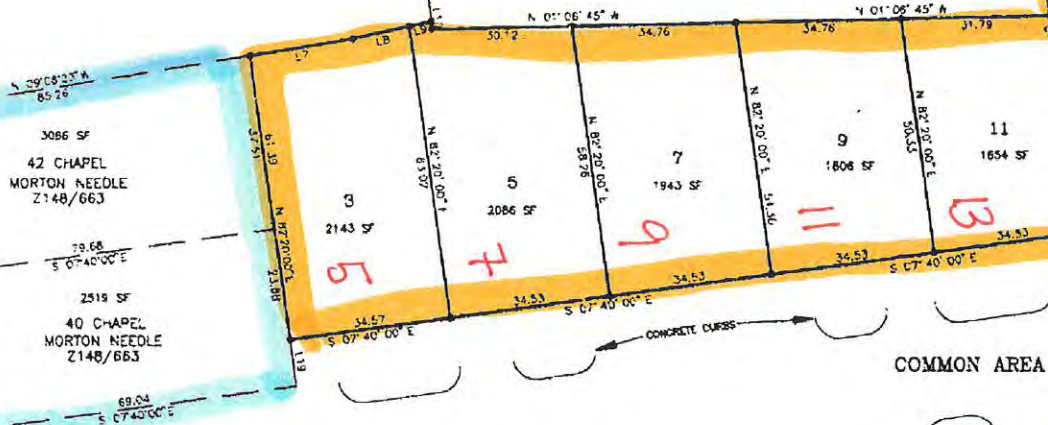 N 01°06'45" W
N 01°06'45" W
L7
L8
L9
30.12
34.76
34.76
31.79
85.26
3086 SF
42 CHAPEL
MORTON NEEDLE
Z148/663
79.68
S 07°40'00" E
2519 SF
40 CHAPEL
MORTON NEEDLE
Z148/663
69.04
S 07°40'00" E
37.51
61.39
N 82°20'00" E
23.88
L19
3
2143 SF
5
34.57
S 07°40'00" E
N 82°20'00" E
63.07
5
2086 SF
7
34.53
S 07°40'00" E
N 82°20'00" E
58.76
7
1943 SF
9
34.53
N 82°20'00" E
54.56
9
1806 SF
11
34.53
S 07°40'00" E
N 82°20'00" E
50.35
11
1654 SF
13
34.53
CONCRETE CURBS
COMMON AREA